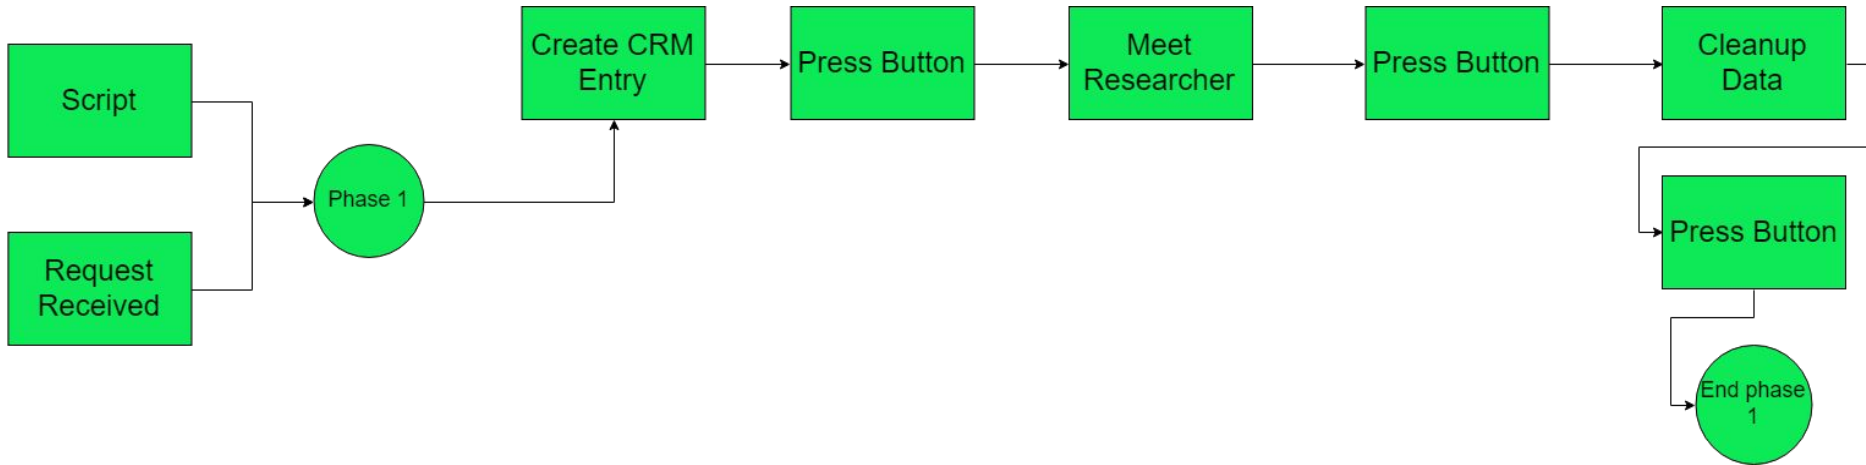 Script
Request
Received
Phase 1
Create CRM
Entry
Press Button
Meet
Researcher
Press Button
Cleanup
Data
Press Button
End phase
1